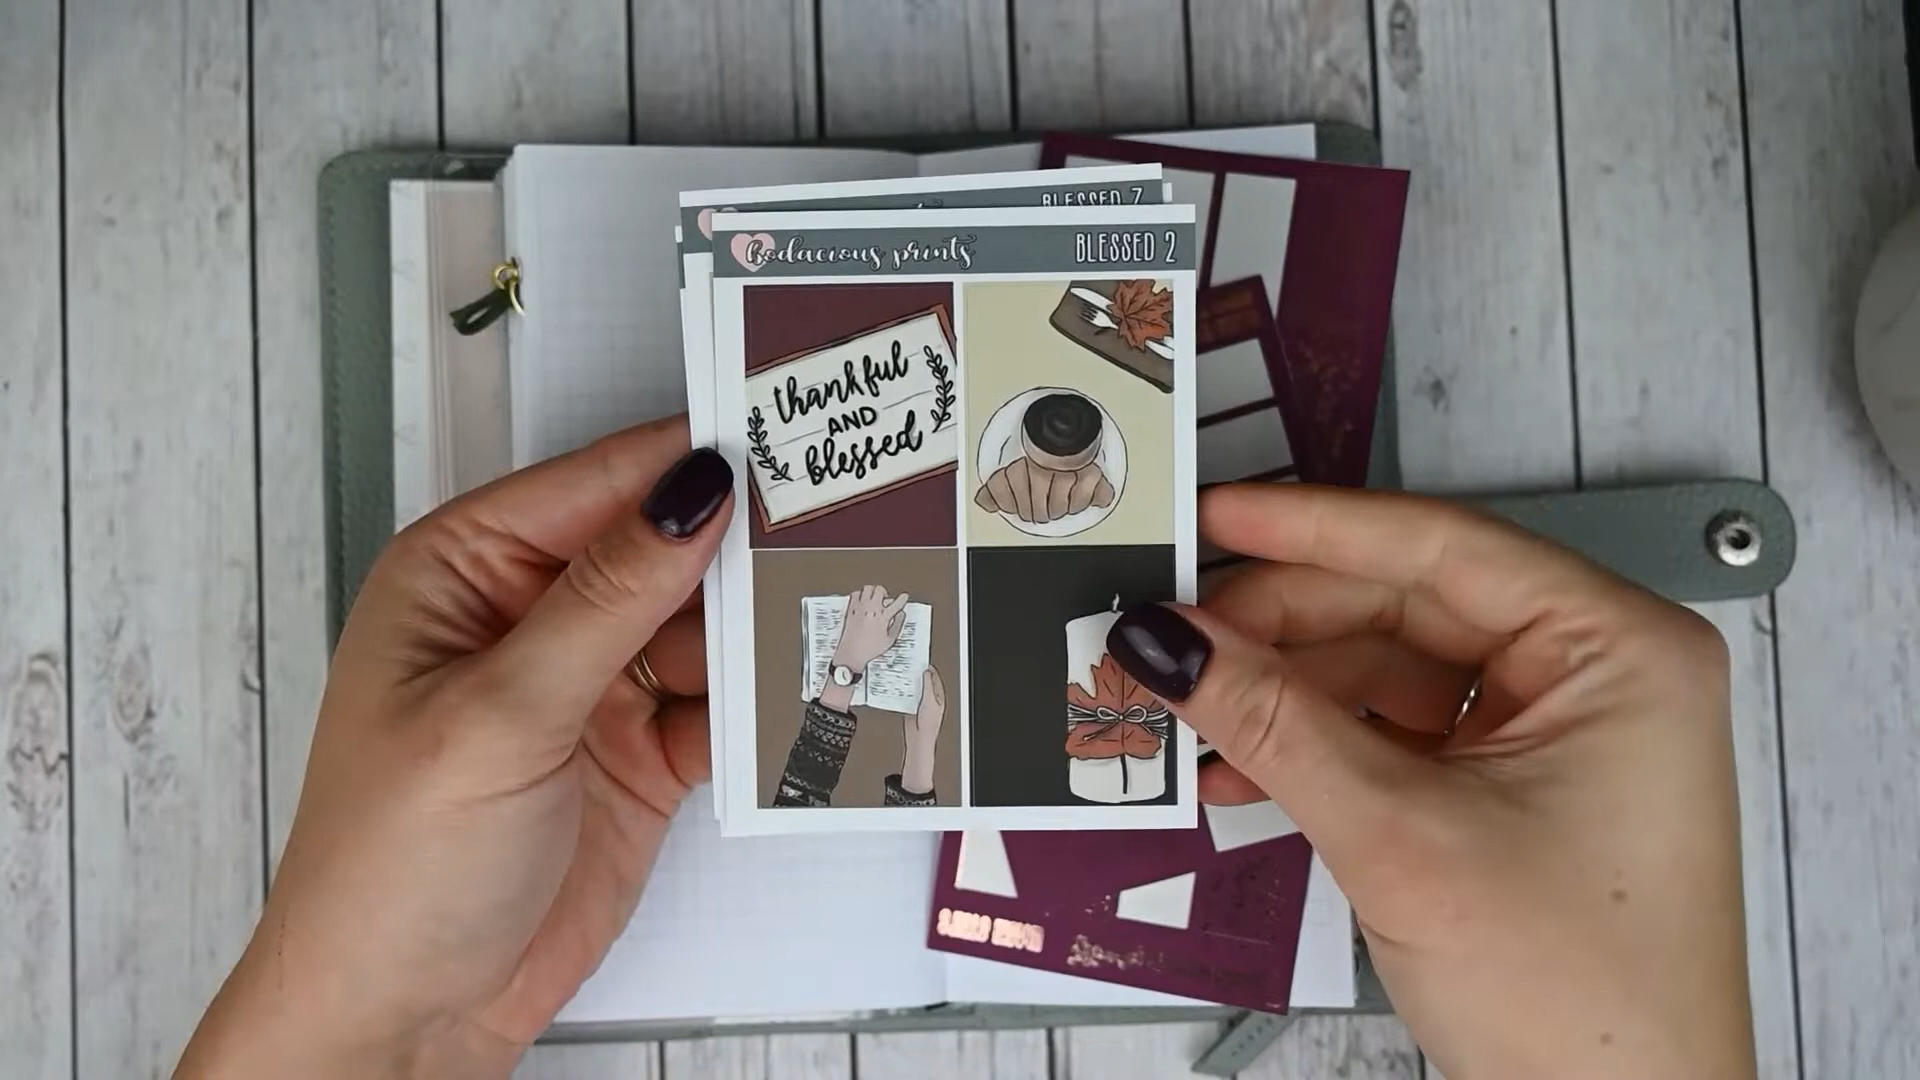 BLESSED 7
bodacious prints BLESSED 2
thankful
AND
blessed